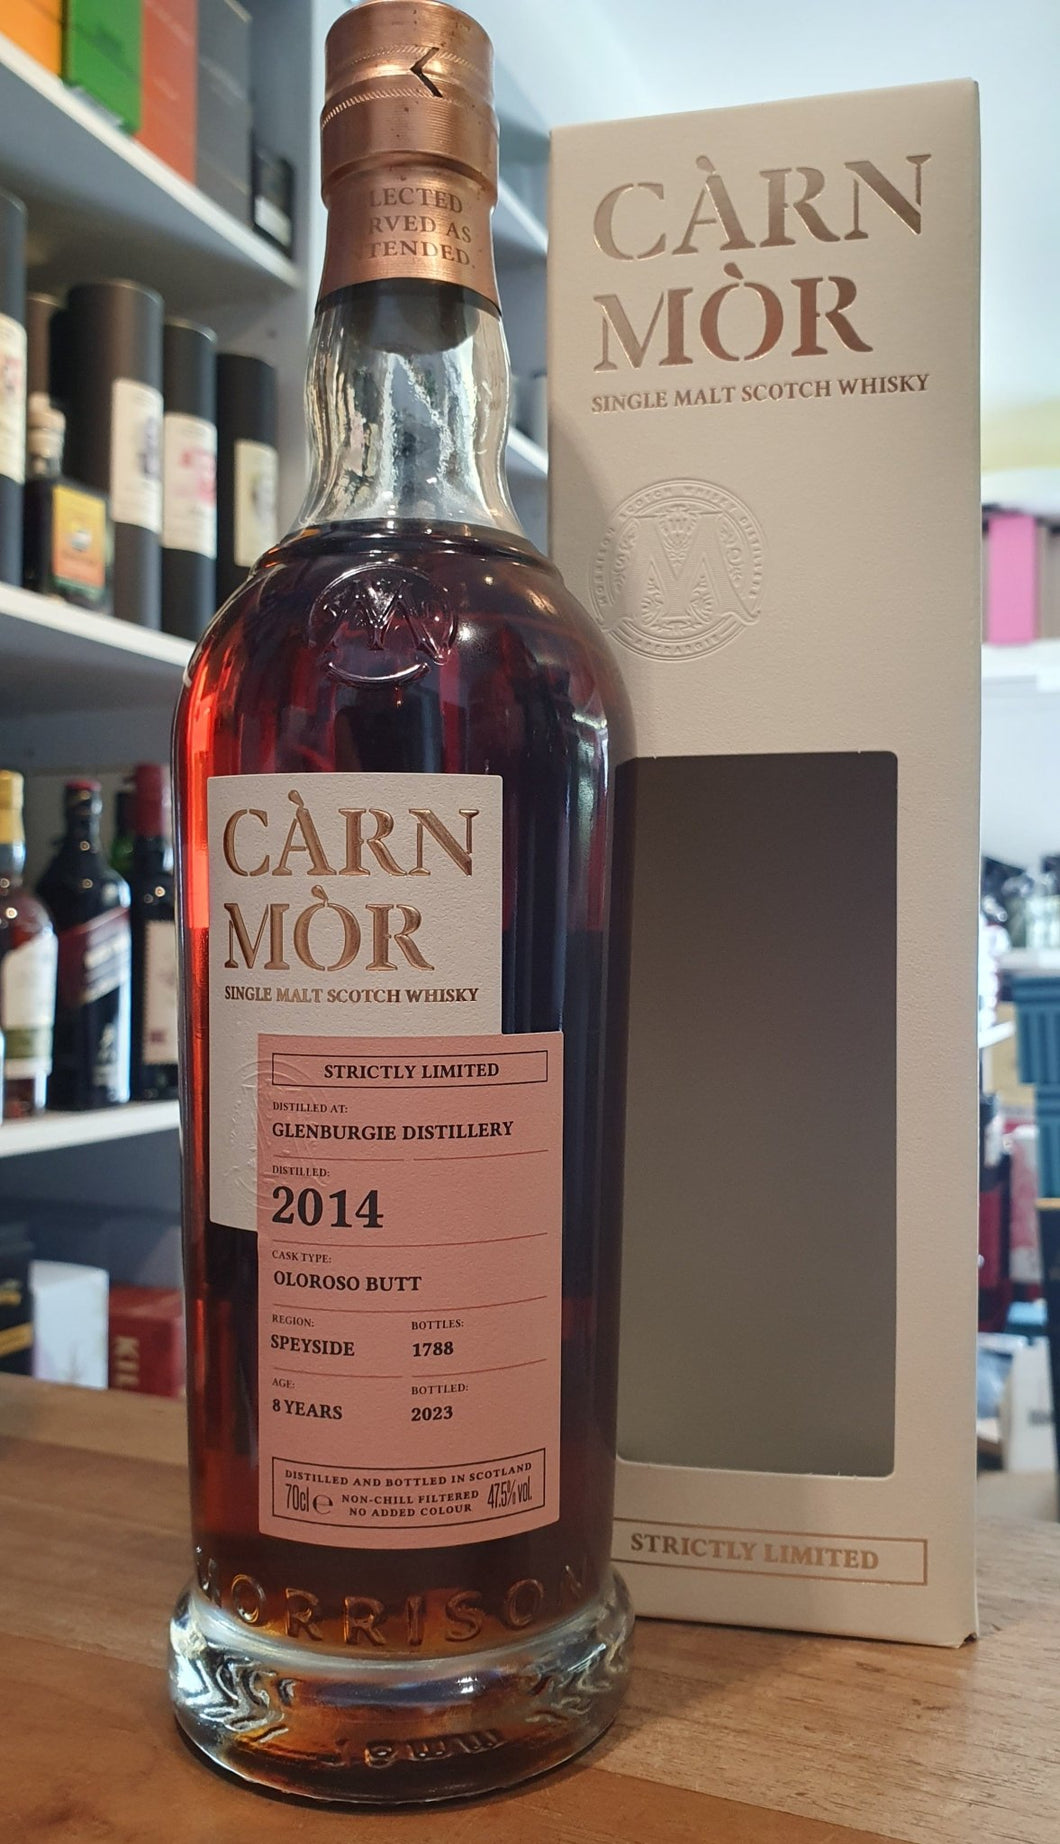 LECTED
RVED AS
TENDED.
CÀRN
MÒR
SINGLE MALT SCOTCH WHISKY
STRICTLY LIMITED
DISTILLED AT:
GLENBURGIE DISTILLERY
DISTILLED:
2014
CASK TYPE:
OLOROSO BUTT
REGION:
SPEYSIDE
BOTTLES:
1788
AGE:
8 YEARS
BOTTLED:
2023
DISTILLED AND BOTTLED IN SCOTLAND
70cl e NON-CHILL FILTERED 47.5% vol.
NO ADDED COLOUR
MORRISON
CÀRN
MÒR
SINGLE MALT SCOTCH WHISKY
STRICTLY LIMITED